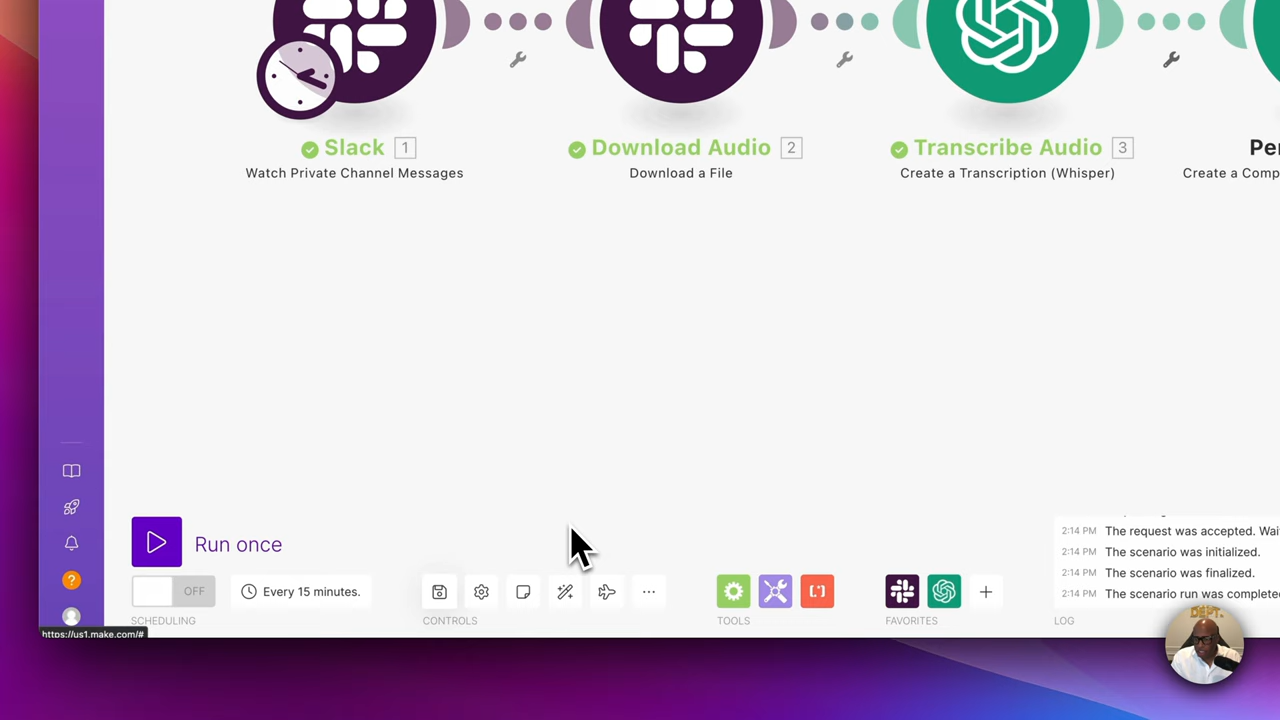 Slack 1
Watch Private Channel Messages
Download Audio 2
Download a File
Transcribe Audio 3
Create a Transcription (Whisper)
Per
Create a Comp
Run once
OFF
Every 15 minutes.
SCHEDULING
CONTROLS
TOOLS
FAVORITES
2:14 PM The request was accepted. Wai
2:14 PM The scenario was initialized.
2:14 PM The scenario was finalized.
2:14 PM The scenario run was complete
LOG
https://us1.make.com/#
DEPT.